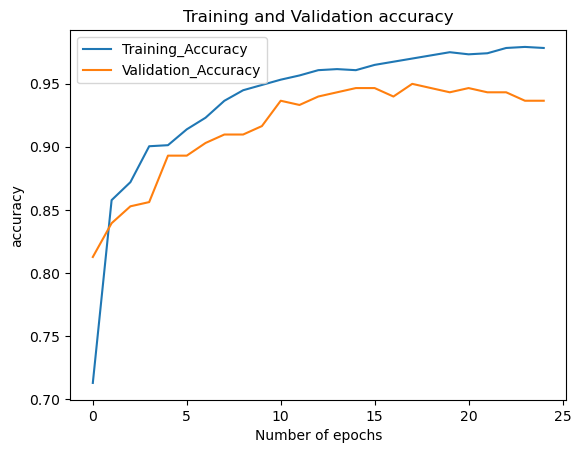 Training and Validation accuracy
Training_Accuracy
Validation_Accuracy
accuracy
0.95
0.90
0.85
0.80
0.75
0.70
0
5
10
15
20
25
Number of epochs